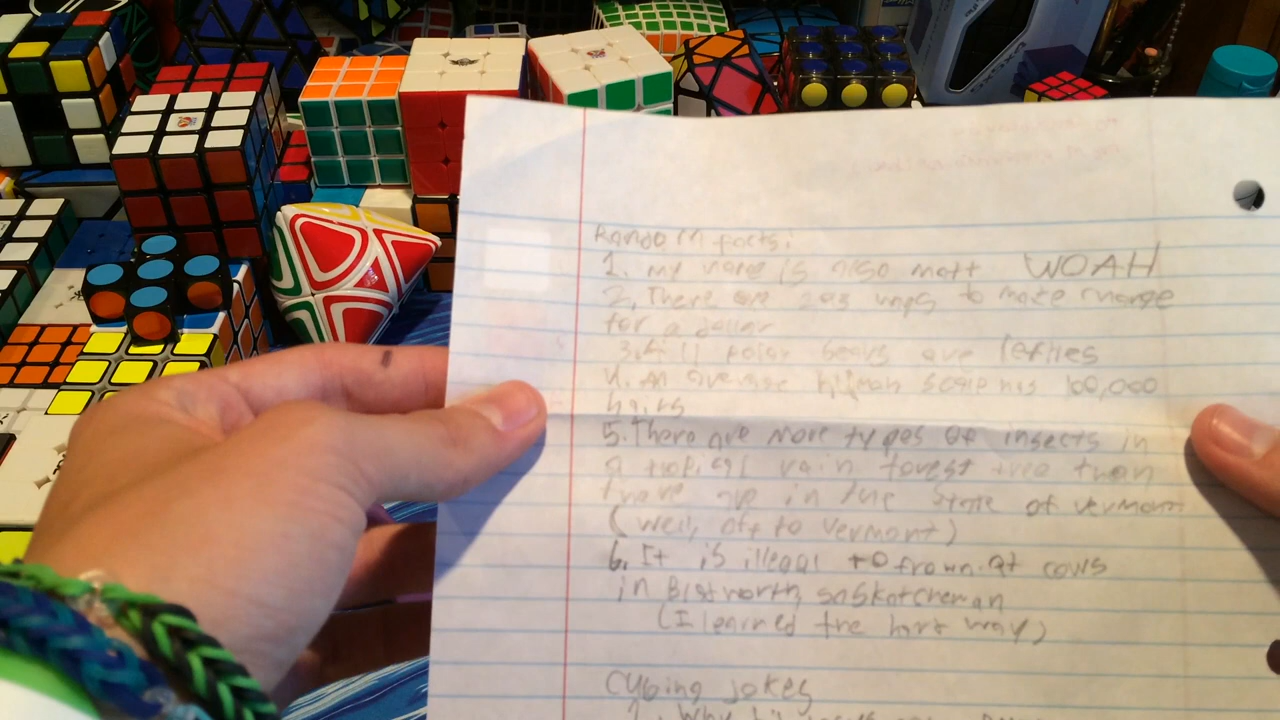 Random facts:
1. my name is also matt WOAH
2. There are 293 ways to make change
for a dollar
3. All polar bears are lefties
4. An average human scalp has 100,000
hairs
5. There are more types of insects in
a tropical rain forest tree than
there are in the state of vermont
(well, off to vermont)
6. It is illegal to frown at cows
in Bladworth, saskatchewan
(I learned the hard way)
Cubing jokes
1. Why